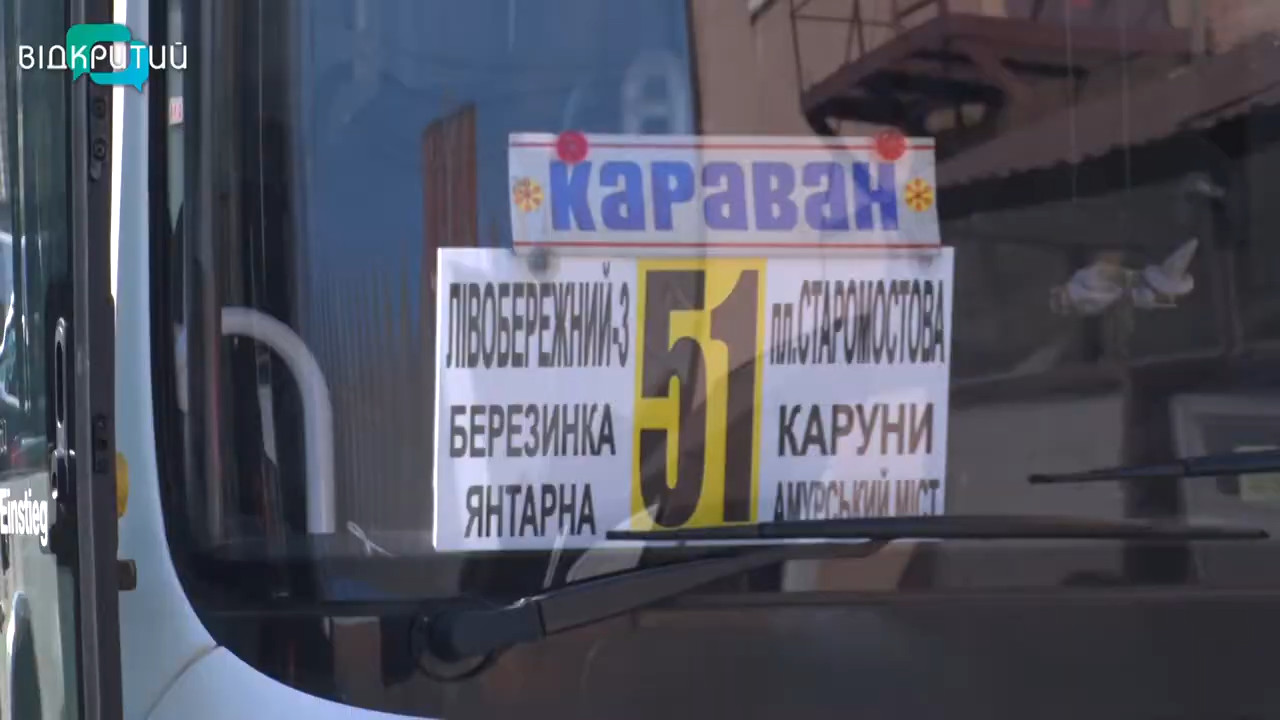 ВІДКРИТИЙ
Караван
ЛІВОБЕРЕЖНИЙ-3
БЕРЕЗИНКА
ЯНТАРНА
51
пл.СТАРОМОСТОВА
КАРУНИ
АМУРСЬКИЙ МІСТ
Einstieg